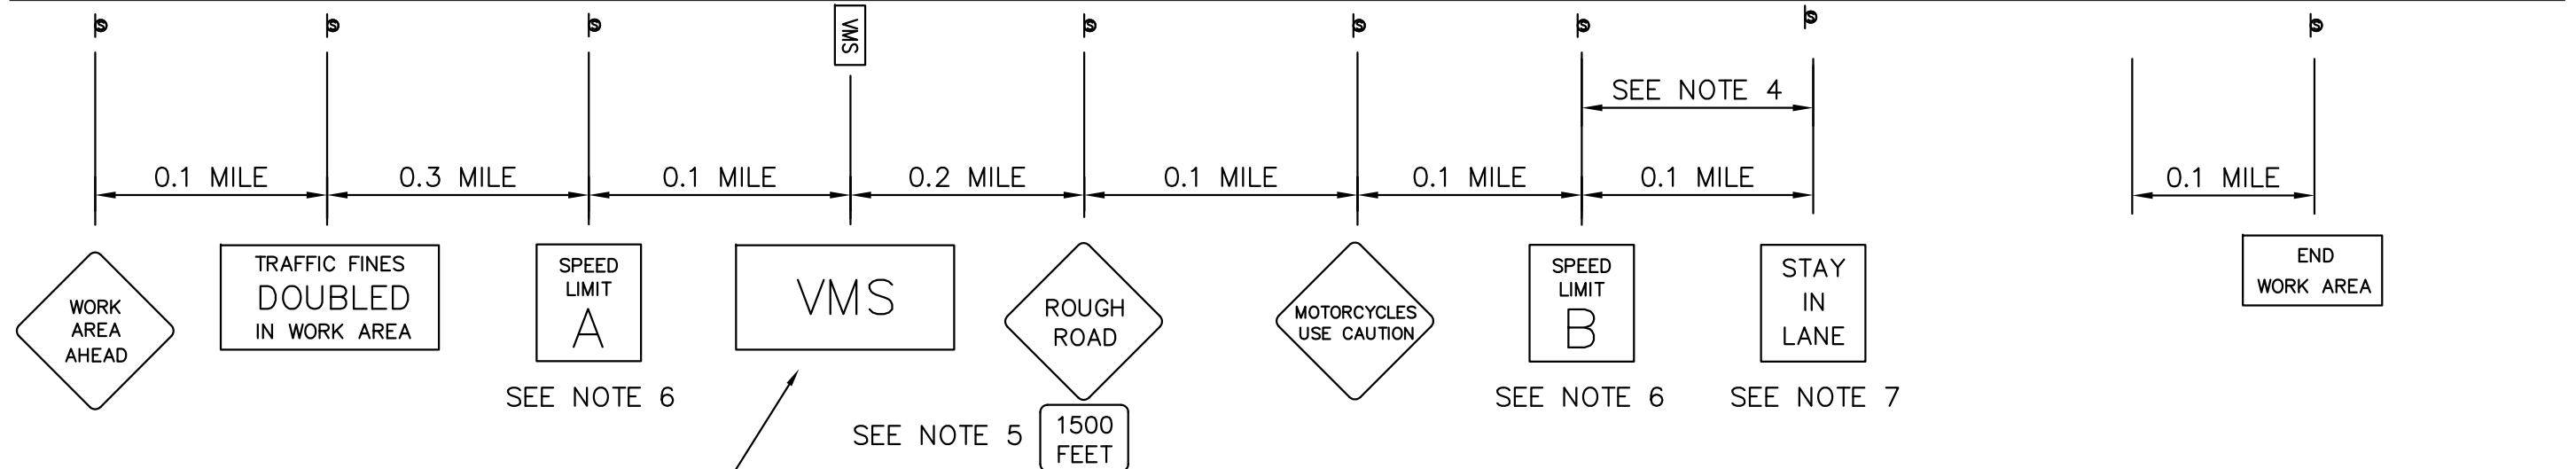 S
S
S
VMS
S
S
S
S
S
SEE NOTE 4
0.1 MILE
0.3 MILE
0.1 MILE
0.2 MILE
0.1 MILE
0.1 MILE
0.1 MILE
0.1 MILE
WORK
AREA
AHEAD
TRAFFIC FINES
DOUBLED
IN WORK AREA
SPEED
LIMIT
A
SEE NOTE 6
VMS
ROUGH
ROAD
SEE NOTE 5
1500
FEET
MOTORCYCLES
USE CAUTION
SPEED
LIMIT
B
SEE NOTE 6
STAY
IN
LANE
SEE NOTE 7
END
WORK AREA